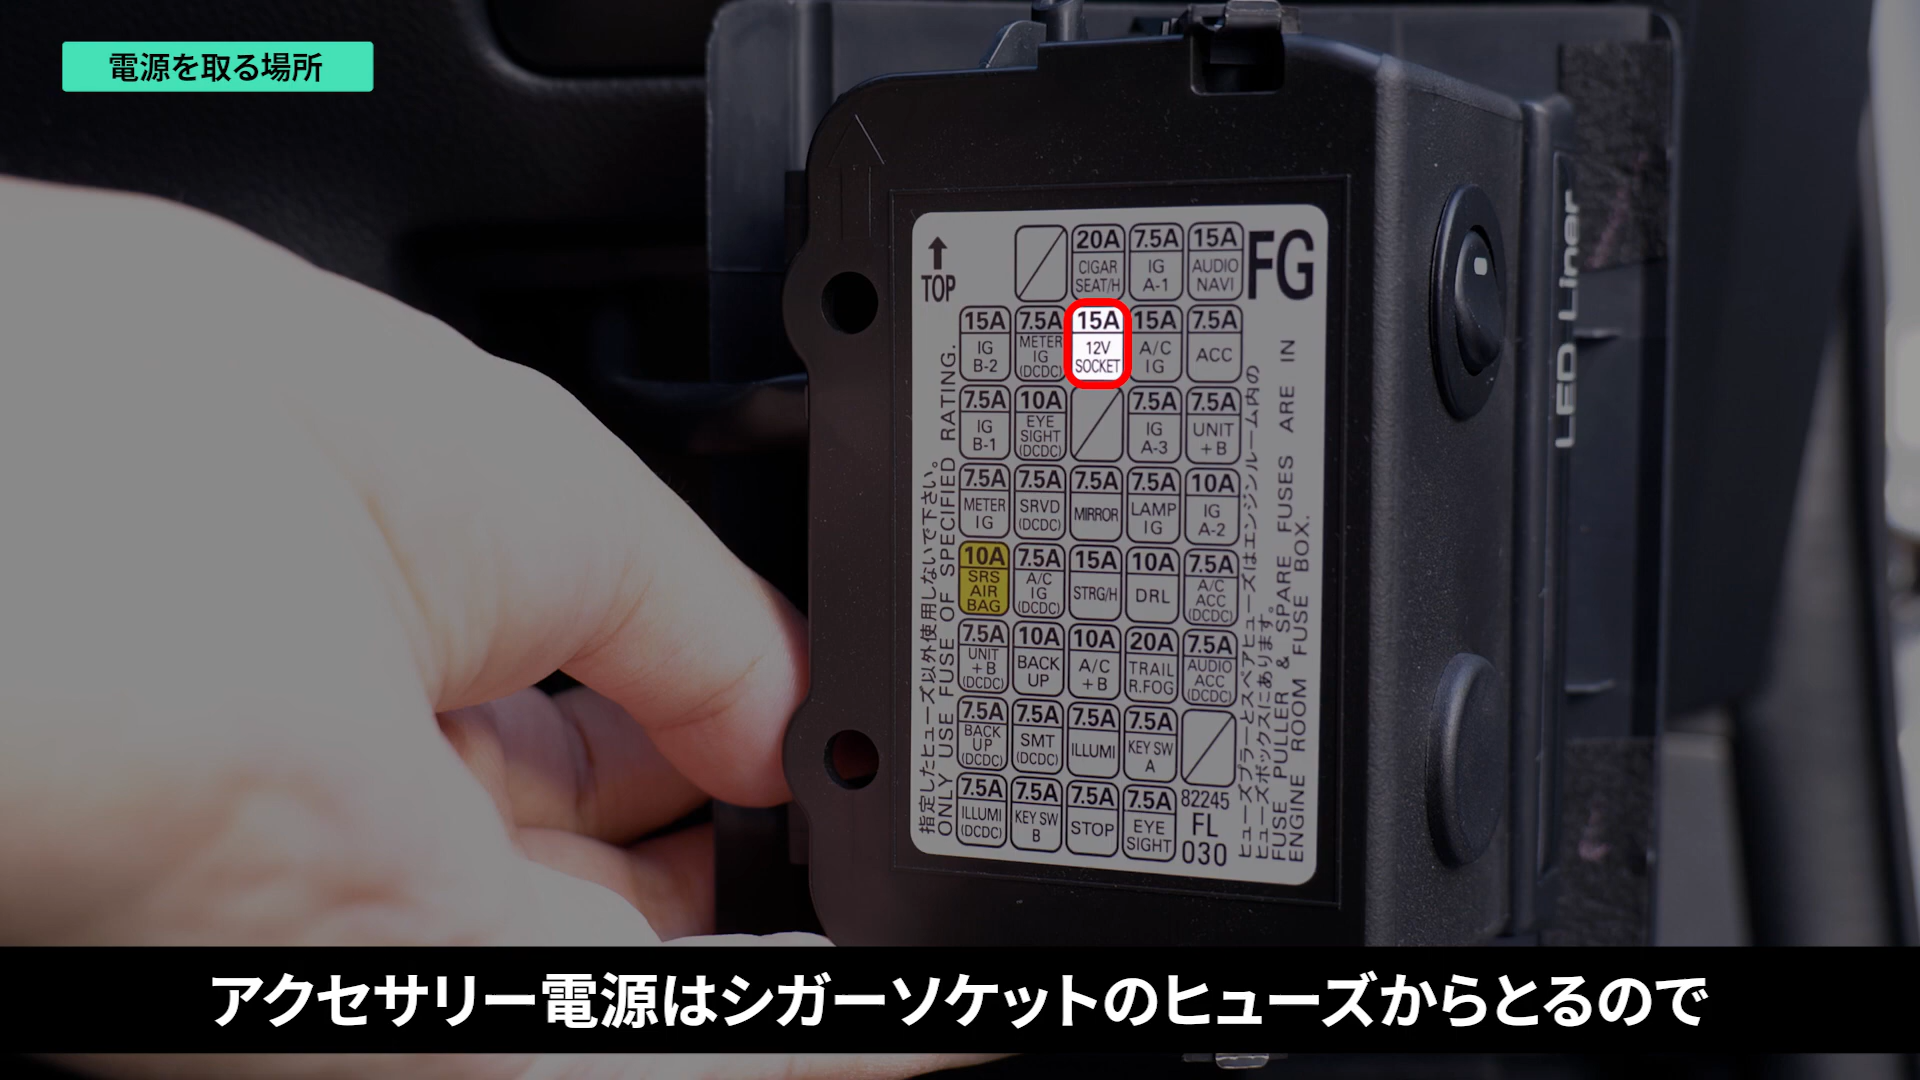 電源を取る場所
↑
TOP
20A
CIGAR
SEAT/H
7.5A
IG
A-1
15A
AUDIO
NAVI
FG
15A
IG
B-2
7.5A
METER
IG
(DCDC)
15A
12V
SOCKET
15A
A/C
IG
7.5A
ACC
7.5A
IG
B-1
10A
EYE
SIGHT
(DCDC)
7.5A
IG
A-3
7.5A
UNIT
+B
7.5A
METER
IG
7.5A
SRVD
(DCDC)
7.5A
MIRROR
7.5A
LAMP
IG
10A
IG
A-2
10A
SRS
AIR
BAG
7.5A
A/C
IG
(DCDC)
15A
STRG/H
10A
DRL
7.5A
A/C
ACC
(DCDC)
7.5A
UNIT
+B
(DCDC)
10A
BACK
UP
10A
A/C
+B
20A
TRAIL
R.FOG
7.5A
AUDIO
ACC
(DCDC)
7.5A
BACK
UP
(DCDC)
7.5A
SMT
(DCDC)
7.5A
ILLUMI
7.5A
KEY SW
A
7.5A
ILLUMI
(DCDC)
7.5A
KEY SW
B
7.5A
STOP
7.5A
EYE
SIGHT
82245
FL
030
指定したヒューズ以外使用しないで下さい。
ONLY USE FUSE OF SPECIFIED RATING.
ヒューズプラーとスペアヒューズはエンジンルーム内の
ヒューズボックスにあります。
FUSE PULLER & SPARE FUSES ARE IN
ENGINE ROOM FUSE BOX.
LED Liner
アクセサリー電源はシガーソケットのヒューズからとるので